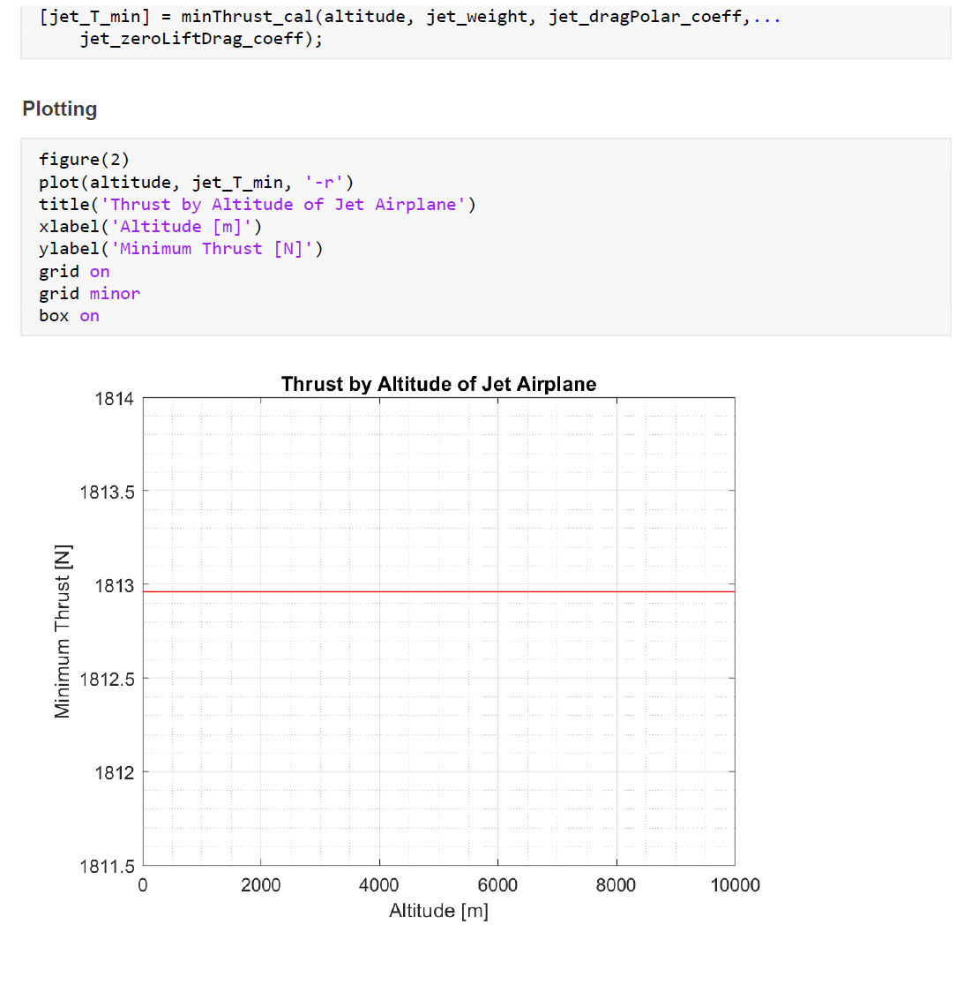 [jet_T_min] = minThrust_cal(altitude, jet_weight, jet_dragPolar_coeff,...
jet_zeroLiftDrag_coeff);
Plotting
figure(2)
plot(altitude, jet_T_min, '-r')
title('Thrust by Altitude of Jet Airplane')
xlabel('Altitude [m]')
ylabel('Minimum Thrust [N]')
grid on
grid minor
box on
Thrust by Altitude of Jet Airplane
1814
1813.5
1813
1812.5
1812
1811.5
Minimum Thrust [N]
0 2000 4000 6000 8000 10000
Altitude [m]